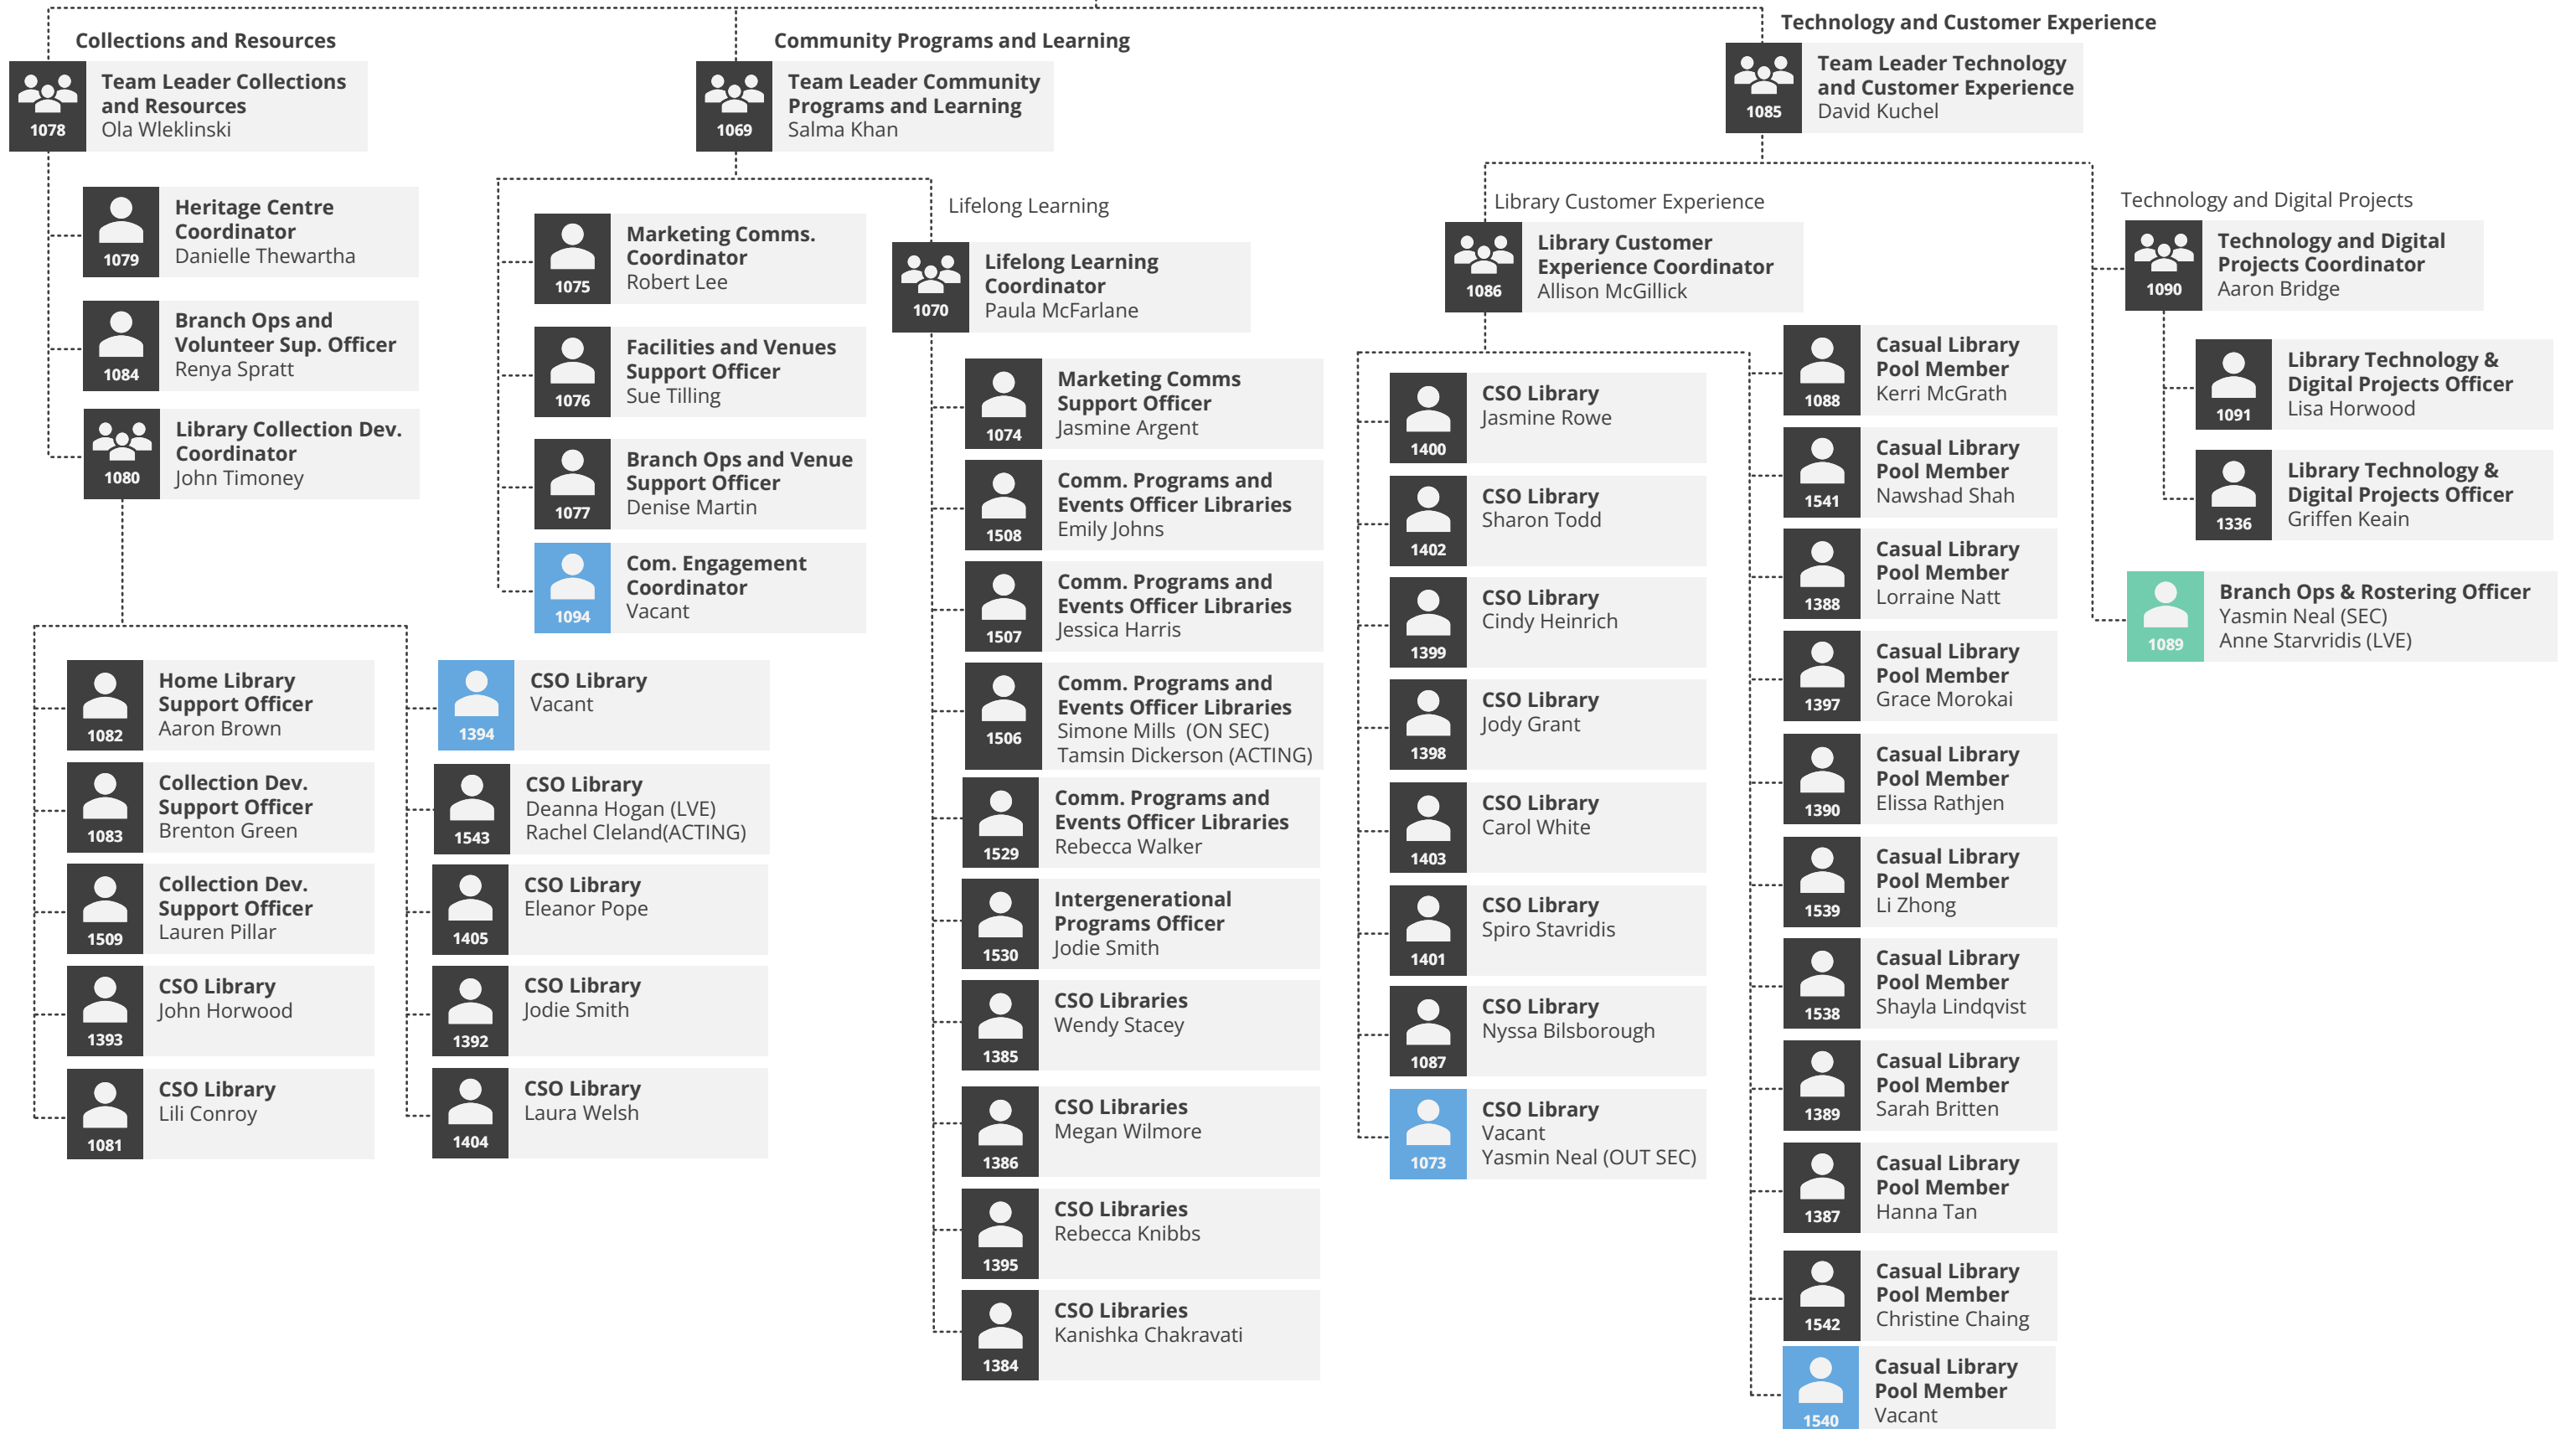 Collections and Resources
1078
Team Leader Collections
and Resources
Ola Wleklinski
1079
Heritage Centre
Coordinator
Danielle Thewartha
1084
Branch Ops and
Volunteer Sup. Officer
Renya Spratt
1080
Library Collection Dev.
Coordinator
John Timoney
1082
Home Library
Support Officer
Aaron Brown
1083
Collection Dev.
Support Officer
Brenton Green
1509
Collection Dev.
Support Officer
Lauren Pillar
1393
CSO Library
John Horwood
1081
CSO Library
Lili Conroy
1394
CSO Library
Vacant
1543
CSO Library
Deanna Hogan (LVE)
Rachel Cleland(ACTING)
1405
CSO Library
Eleanor Pope
1392
CSO Library
Jodie Smith
1404
CSO Library
Laura Welsh
Community Programs and Learning
1069
Team Leader Community
Programs and Learning
Salma Khan
1075
Marketing Comms.
Coordinator
Robert Lee
1076
Facilities and Venues
Support Officer
Sue Tilling
1077
Branch Ops and Venue
Support Officer
Denise Martin
1094
Com. Engagement
Coordinator
Vacant
Lifelong Learning
1070
Lifelong Learning
Coordinator
Paula McFarlane
1074
Marketing Comms
Support Officer
Jasmine Argent
1508
Comm. Programs and
Events Officer Libraries
Emily Johns
1507
Comm. Programs and
Events Officer Libraries
Jessica Harris
1506
Comm. Programs and
Events Officer Libraries
Simone Mills (ON SEC)
Tamsin Dickerson (ACTING)
1529
Comm. Programs and
Events Officer Libraries
Rebecca Walker
1530
Intergenerational
Programs Officer
Jodie Smith
1385
CSO Libraries
Wendy Stacey
1386
CSO Libraries
Megan Wilmore
1395
CSO Libraries
Rebecca Knibbs
1384
CSO Libraries
Kanishka Chakravati
Technology and Customer Experience
1085
Team Leader Technology
and Customer Experience
David Kuchel
Library Customer Experience
1086
Library Customer
Experience Coordinator
Allison McGillick
1400
CSO Library
Jasmine Rowe
1402
CSO Library
Sharon Todd
1399
CSO Library
Cindy Heinrich
1398
CSO Library
Jody Grant
1403
CSO Library
Carol White
1401
CSO Library
Spiro Stavridis
1087
CSO Library
Nyssa Bilsborough
1073
CSO Library
Vacant
Yasmin Neal (OUT SEC)
1088
Casual Library
Pool Member
Kerri McGrath
1541
Casual Library
Pool Member
Nawshad Shah
1388
Casual Library
Pool Member
Lorraine Natt
1397
Casual Library
Pool Member
Grace Morokai
1390
Casual Library
Pool Member
Elissa Rathjen
1539
Casual Library
Pool Member
Li Zhong
1538
Casual Library
Pool Member
Shayla Lindqvist
1389
Casual Library
Pool Member
Sarah Britten
1387
Casual Library
Pool Member
Hanna Tan
1542
Casual Library
Pool Member
Christine Chaing
1540
Casual Library
Pool Member
Vacant
Technology and Digital Projects
1090
Technology and Digital
Projects Coordinator
Aaron Bridge
1091
Library Technology &
Digital Projects Officer
Lisa Horwood
1336
Library Technology &
Digital Projects Officer
Griffen Keain
1089
Branch Ops & Rostering Officer
Yasmin Neal (SEC)
Anne Starvridis (LVE)